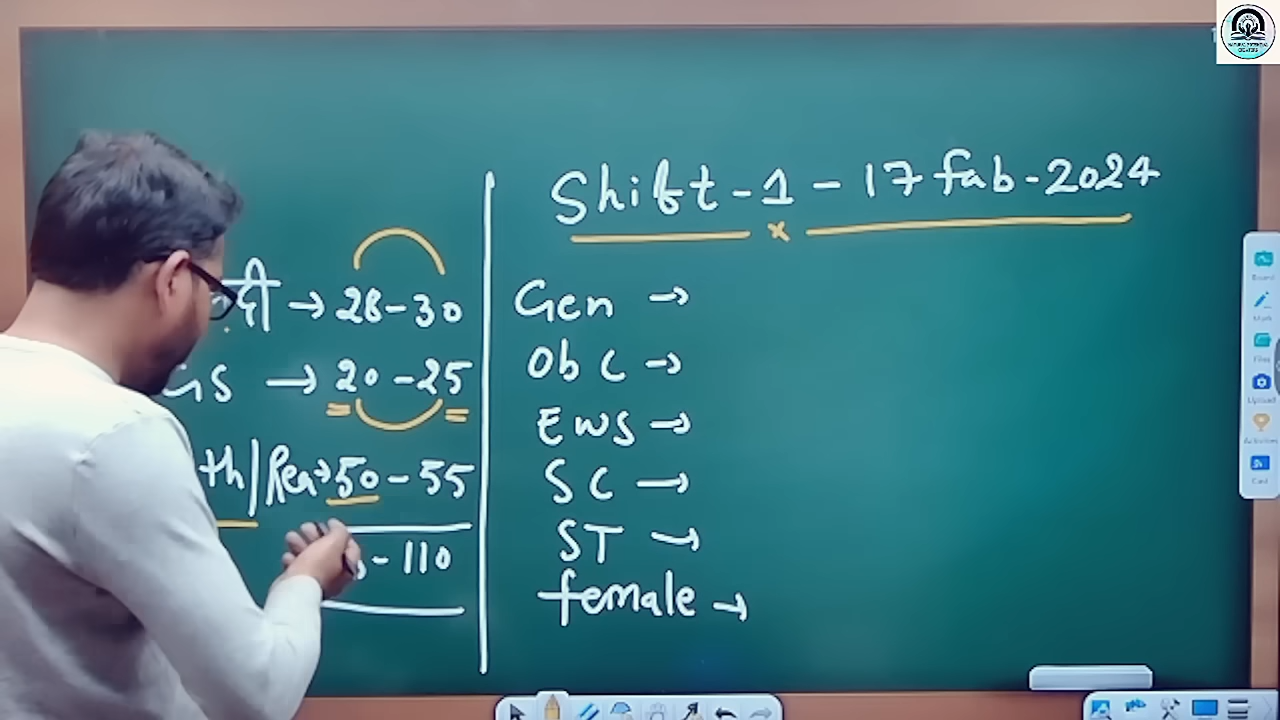 Shift-1 - 17 fab-2024
→ 28-30
→ 20-25
th/Rea→ 50-55
- 110
Gen →
Obc →
EWS →
SC →
ST →
female →